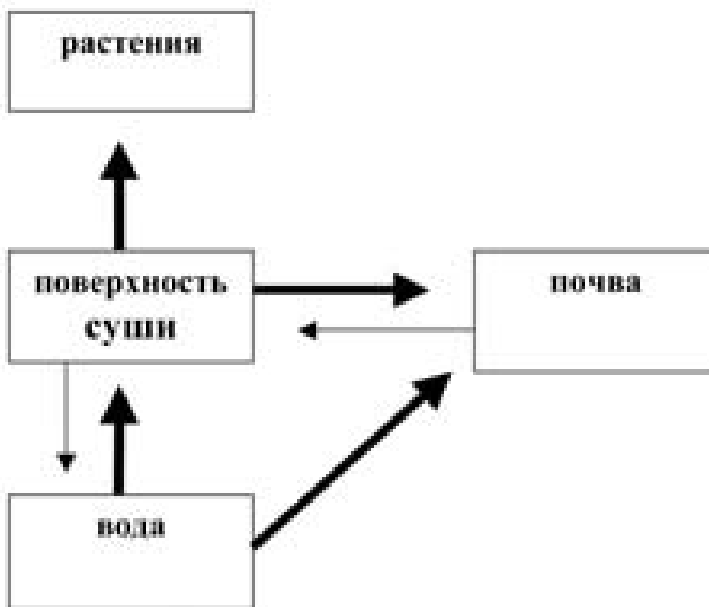 растения
поверхность
суши
почва
вода